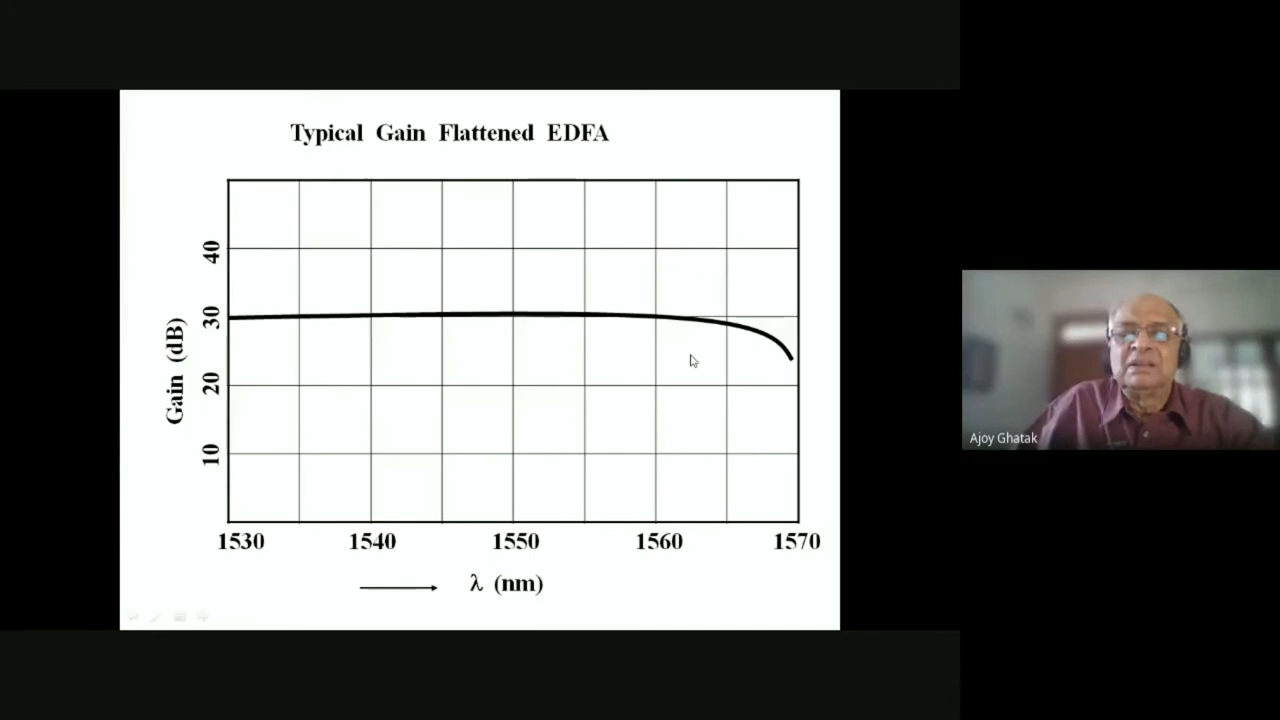 Typical Gain Flattened EDFA
Gain (dB)
40
30
20
10
1530 1540 1550 1560 1570
λ (nm)
Ajoy Ghatak